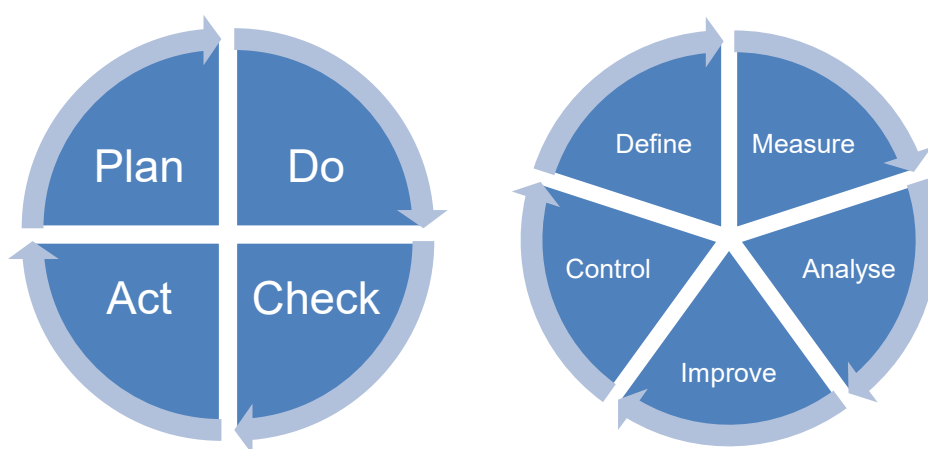 Plan
Do
Act
Check
Define
Measure
Control
Analyse
Improve